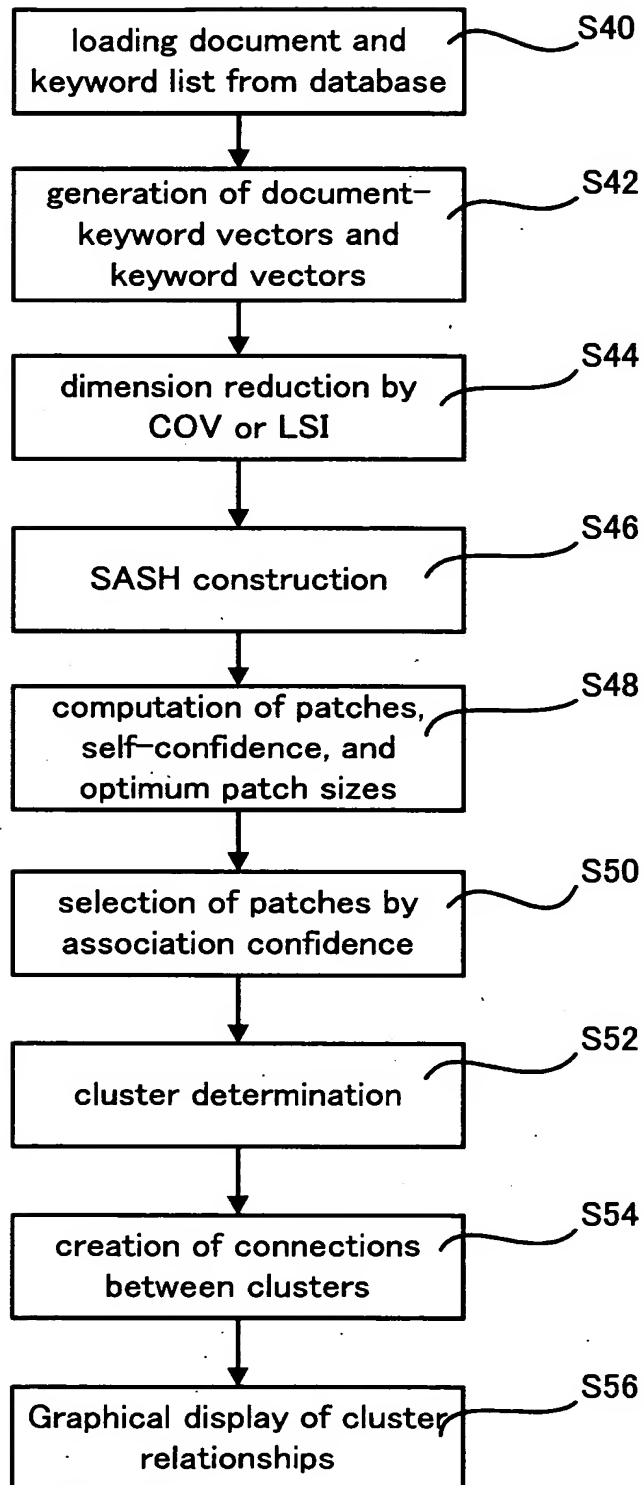 loading document and
keyword list from database
S40
generation of document-
keyword vectors and
keyword vectors
S42
dimension reduction by
COV or LSI
S44
SASH construction
S46
computation of patches,
self-confidence, and
optimum patch sizes
S48
selection of patches by
association confidence
S50
cluster determination
S52
creation of connections
between clusters
S54
Graphical display of cluster
relationships
S56